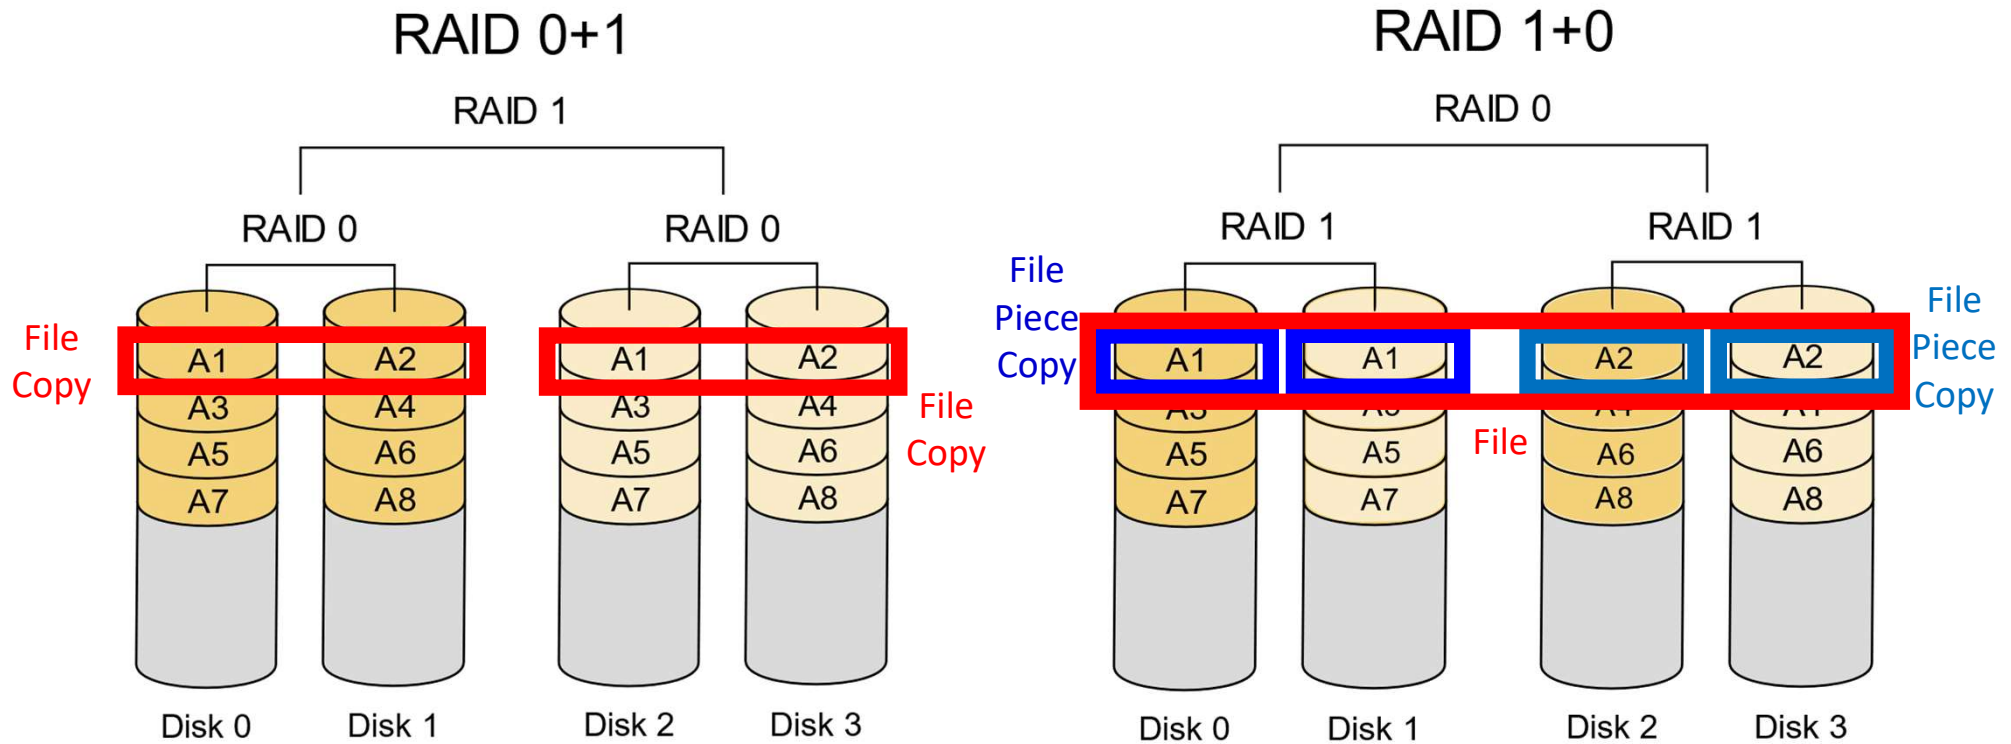 RAID 0+1
RAID 1
RAID 0
RAID 0
File
Copy
A1
A2
A3
A4
A5
A6
A7
A8
A1
A2
A3
A4
A5
A6
A7
A8
File
Copy
Disk 0
Disk 1
Disk 2
Disk 3
RAID 1+0
RAID 0
RAID 1
RAID 1
File
Piece
Copy
A1
A1
A2
A2
File
Piece
Copy
File
A5
A5
A6
A6
A7
A7
A8
A8
Disk 0
Disk 1
Disk 2
Disk 3